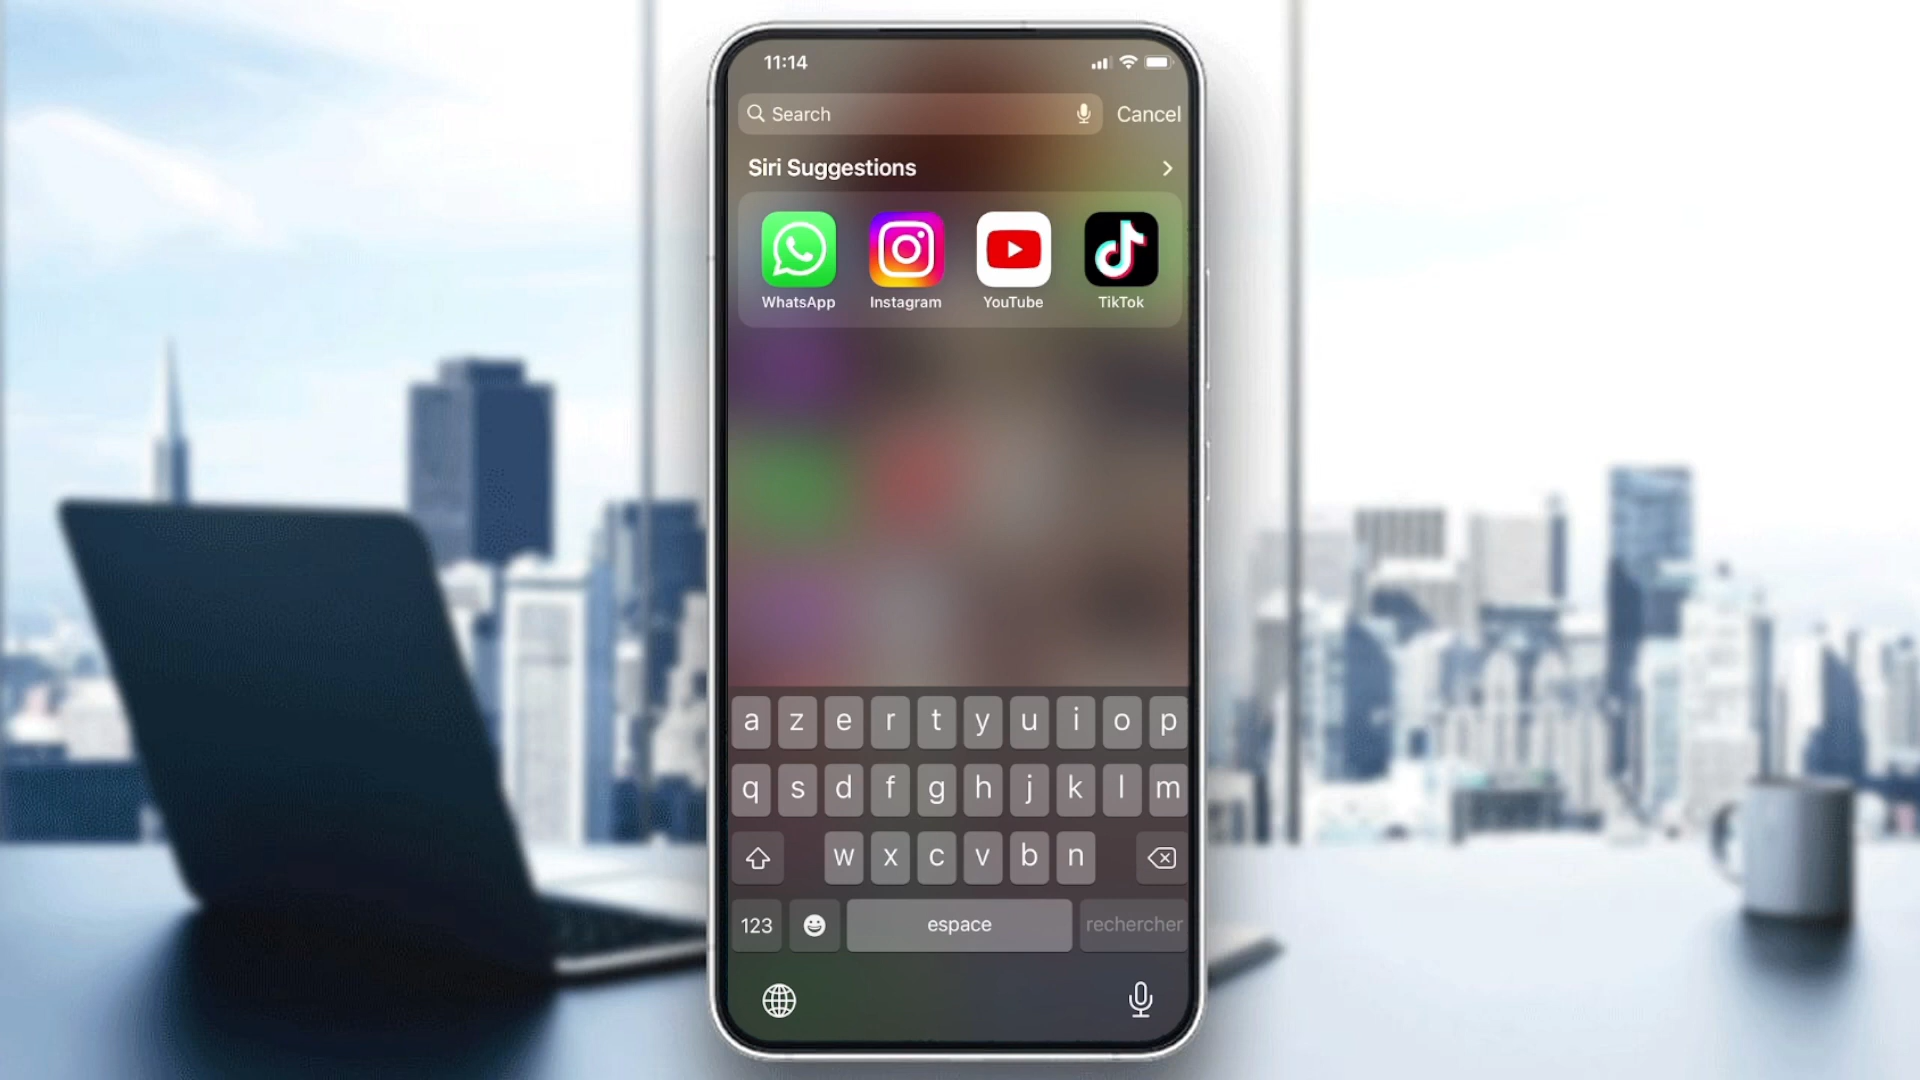 11:14
Search
Cancel
Siri Suggestions
WhatsApp
Instagram
YouTube
TikTok
a z e r t y u i o p
q s d f g h j k l m
w x c v b n
123
espace
rechercher